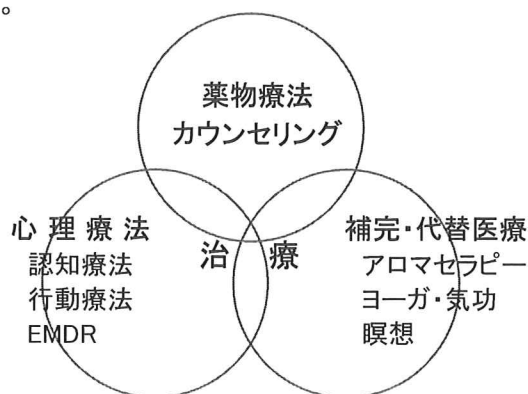 。
薬物療法
カウンセリング
心理療法
認知療法
行動療法
EMDR
治療
補完・代替医療
アロマセラピー
ヨーガ・気功
瞑想